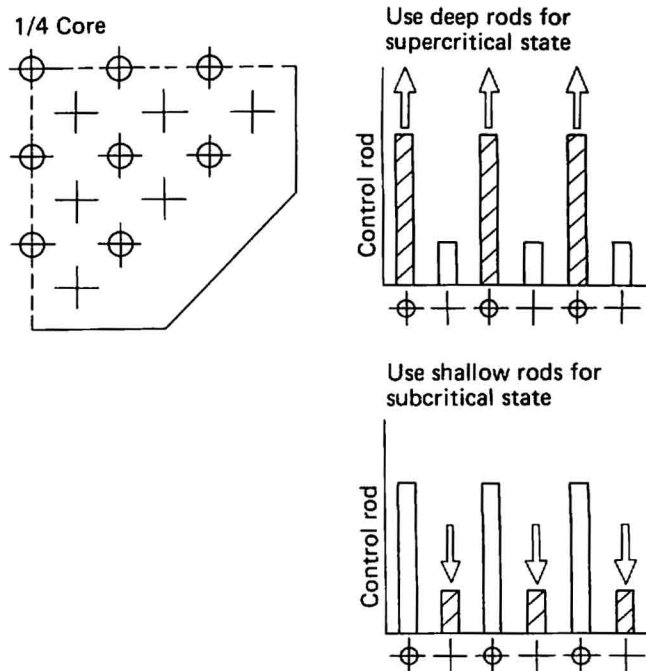 1/4 Core
Use deep rods for
supercritical state
Control rod
Use shallow rods for
subcritical state
Control rod